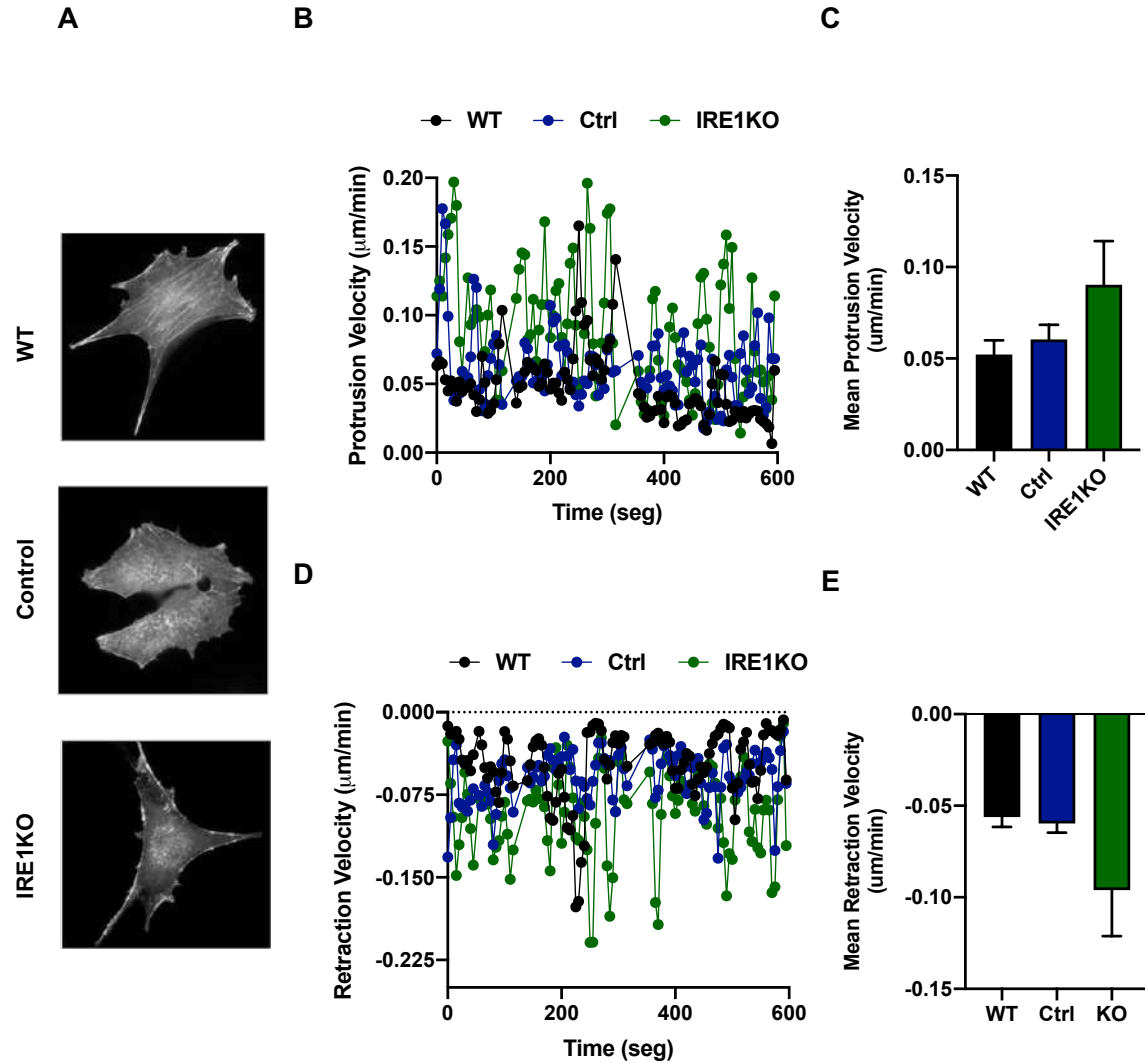 A
WT
Control
IRE1KO
B
WT Ctrl IRE1KO
Protrusion Velocity (μm/min)
0.20
0.15
0.10
0.05
0.00
0 200 400 600
Time (seg)
C
Mean Protrusion Velocity
(um/min)
0.15
0.10
0.05
0.00
WT Ctrl IRE1KO
D
WT Ctrl IRE1KO
Retraction Velocity (μm/min)
0.000
-0.075
-0.150
-0.225
0 200 400 600
Time (seg)
E
Mean Retraction Velocity
(um/min)
0.00
-0.05
-0.10
-0.15
WT Ctrl KO